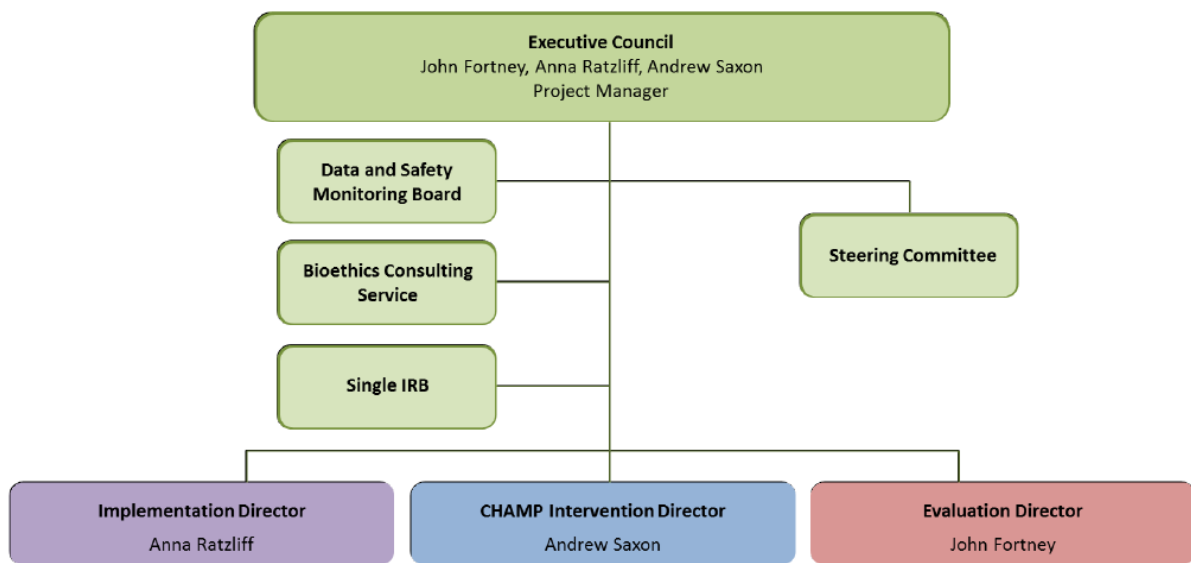 Executive Council
John Fortney, Anna Ratzliff, Andrew Saxon
Project Manager
Data and Safety
Monitoring Board
Steering Committee
Bioethics Consulting
Service
Single IRB
Implementation Director
Anna Ratzliff
CHAMP Intervention Director
Andrew Saxon
Evaluation Director
John Fortney